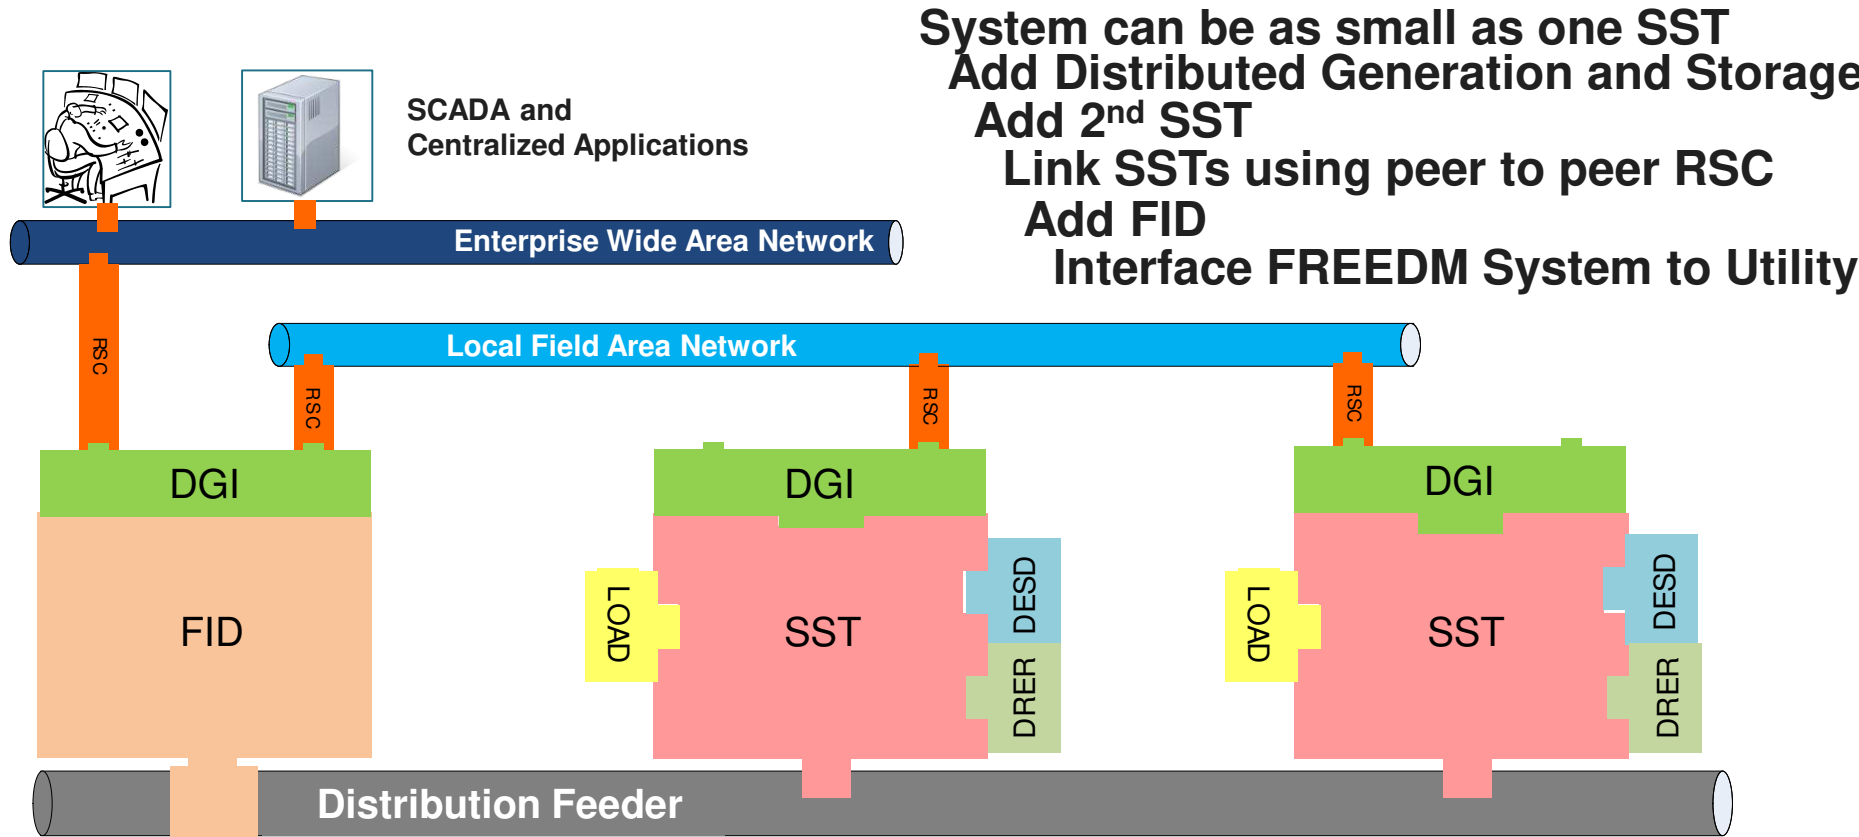 System can be as small as one SST
Add Distributed Generation and Storage
Add 2nd SST
Link SSTs using peer to peer RSC
Add FID
Interface FREEDM System to Utility
SCADA and
Centralized Applications
Enterprise Wide Area Network
Local Field Area Network
RSC
RSC
RSC
RSC
DGI
DGI
DGI
FID
LOAD
SST
DESD
DRER
LOAD
SST
DESD
DRER
Distribution Feeder